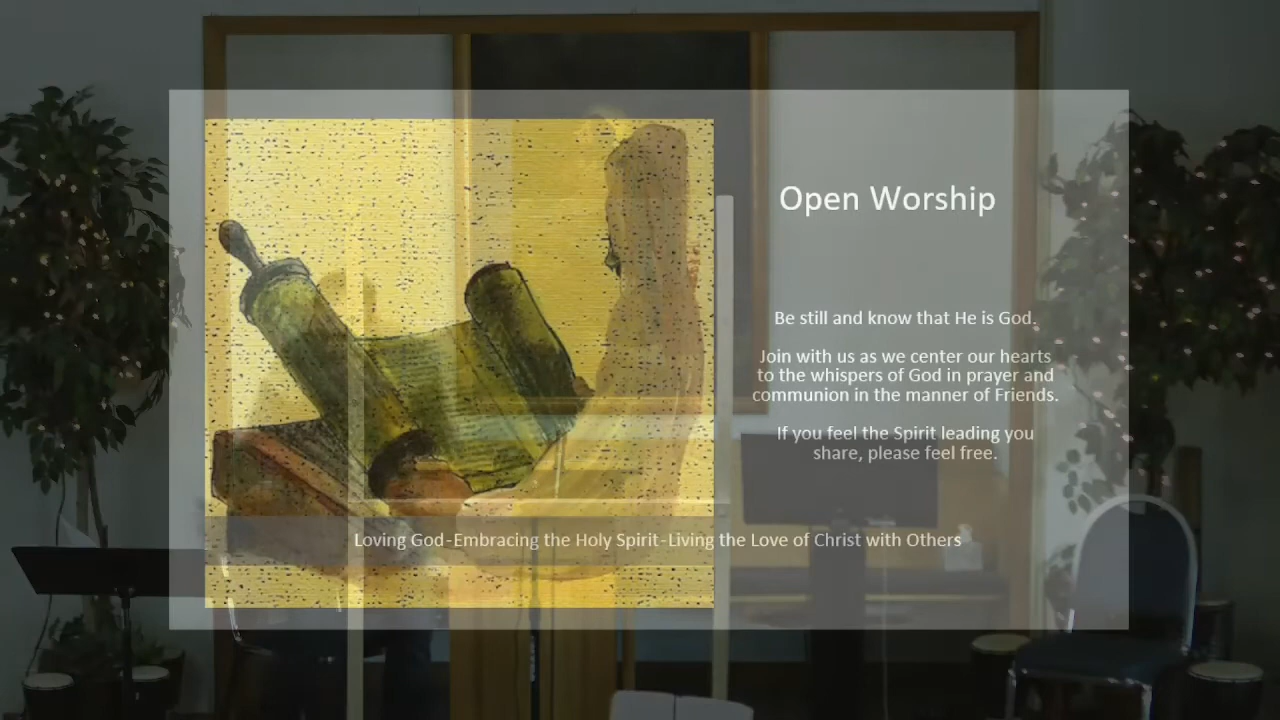 Open Worship
Be still and know that He is God.
Join with us as we center our hearts
to the whispers of God in prayer and
communion in the manner of Friends.
If you feel the Spirit leading you
share, please feel free.
Loving God-Embracing the Holy Spirit-Living the Love of Christ with Others